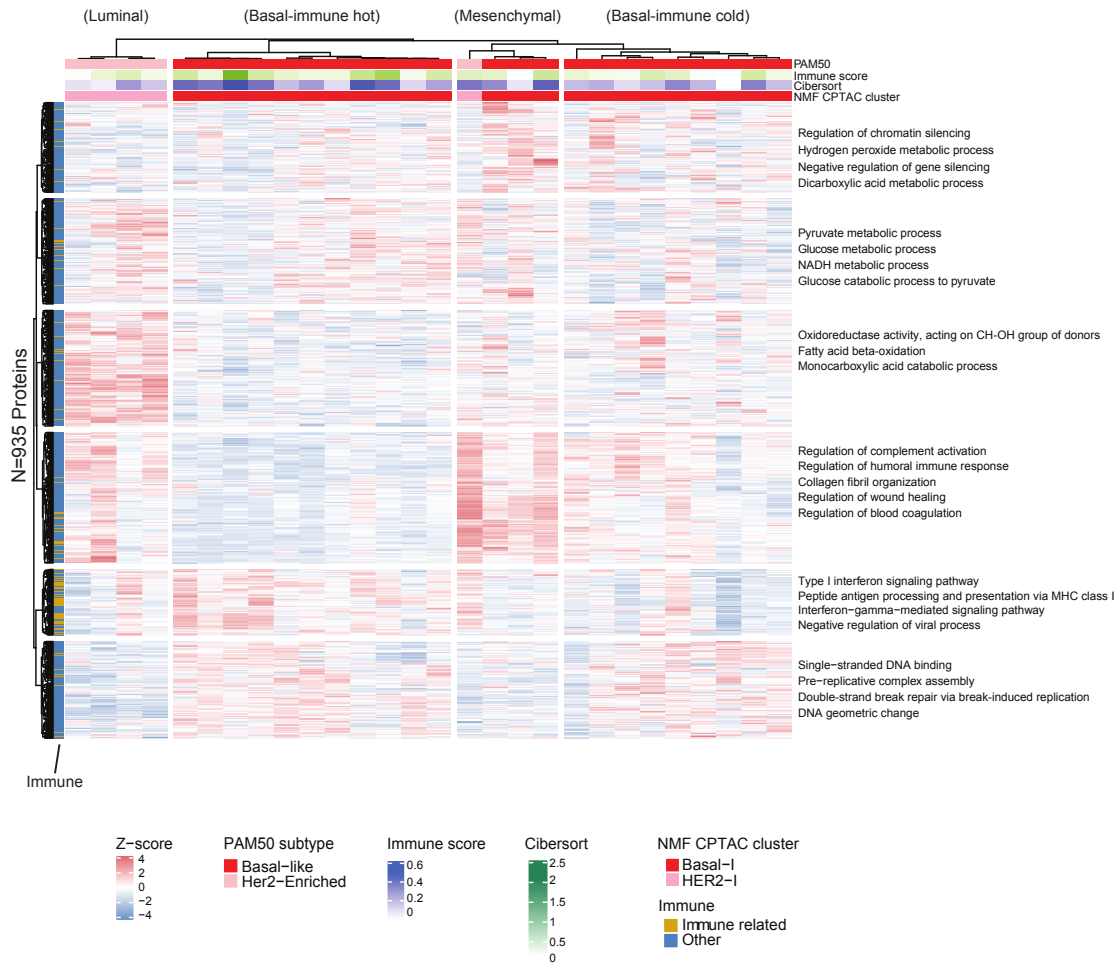 (Luminal) (Basal-immune hot) (Mesenchymal) (Basal-immune cold)
PAM50
Immune score
Cibersort
NMF CPTAC cluster
N=935 Proteins
Regulation of chromatin silencing
Hydrogen peroxide metabolic process
Negative regulation of gene silencing
Dicarboxylic acid metabolic process
Pyruvate metabolic process
Glucose metabolic process
NADH metabolic process
Glucose catabolic process to pyruvate
Oxidoreductase activity, acting on CH-OH group of donors
Fatty acid beta-oxidation
Monocarboxylic acid catabolic process
Regulation of complement activation
Regulation of humoral immune response
Collagen fibril organization
Regulation of wound healing
Regulation of blood coagulation
Type I interferon signaling pathway
Peptide antigen processing and presentation via MHC class I
Interferon-gamma-mediated signaling pathway
Negative regulation of viral process
Single-stranded DNA binding
Pre-replicative complex assembly
Double-strand break repair via break-induced replication
DNA geometric change
Immune
Z-score
4
2
0
-2
-4
PAM50 subtype
Basal-like
Her2-Enriched
Immune score
0.6
0.4
0.2
0
Cibersort
2.5
2
1.5
1
0.5
0
NMF CPTAC cluster
Basal-I
HER2-I
Immune
Immune related
Other